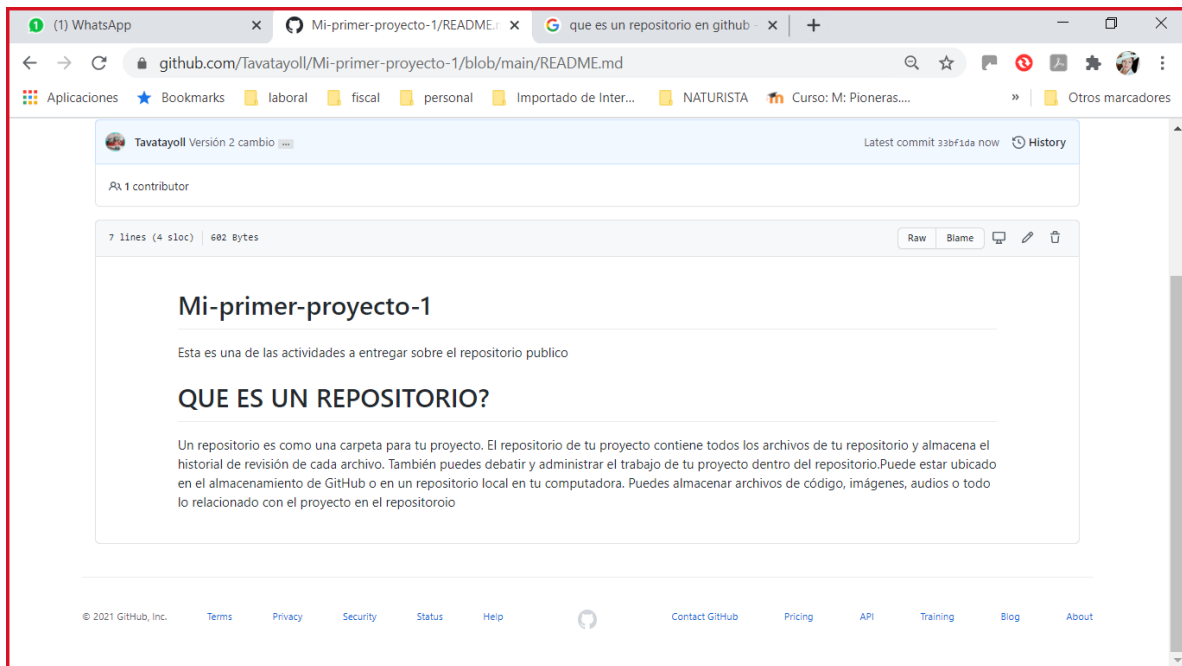 (1) WhatsApp
Mi-primer-proyecto-1/README.m
que es un repositorio en github -
github.com/Tavatayoll/Mi-primer-proyecto-1/blob/main/README.md
Aplicaciones Bookmarks laboral fiscal personal Importado de Inter... NATURISTA Curso: M: Pioneras.... » Otros marcadores
Tavatayoll Versión 2 cambio ... Latest commit 33bf1da now History
1 contributor
7 lines (4 sloc) 602 Bytes Raw Blame
Mi-primer-proyecto-1
Esta es una de las actividades a entregar sobre el repositorio publico
QUE ES UN REPOSITORIO?
Un repositorio es como una carpeta para tu proyecto. El repositorio de tu proyecto contiene todos los archivos de tu repositorio y almacena el
historial de revisión de cada archivo. También puedes debatir y administrar el trabajo de tu proyecto dentro del repositorio.Puede estar ubicado
en el almacenamiento de GitHub o en un repositorio local en tu computadora. Puedes almacenar archivos de código, imágenes, audios o todo
lo relacionado con el proyecto en el repositoroio
© 2021 GitHub, Inc. Terms Privacy Security Status Help Contact GitHub Pricing API Training Blog About